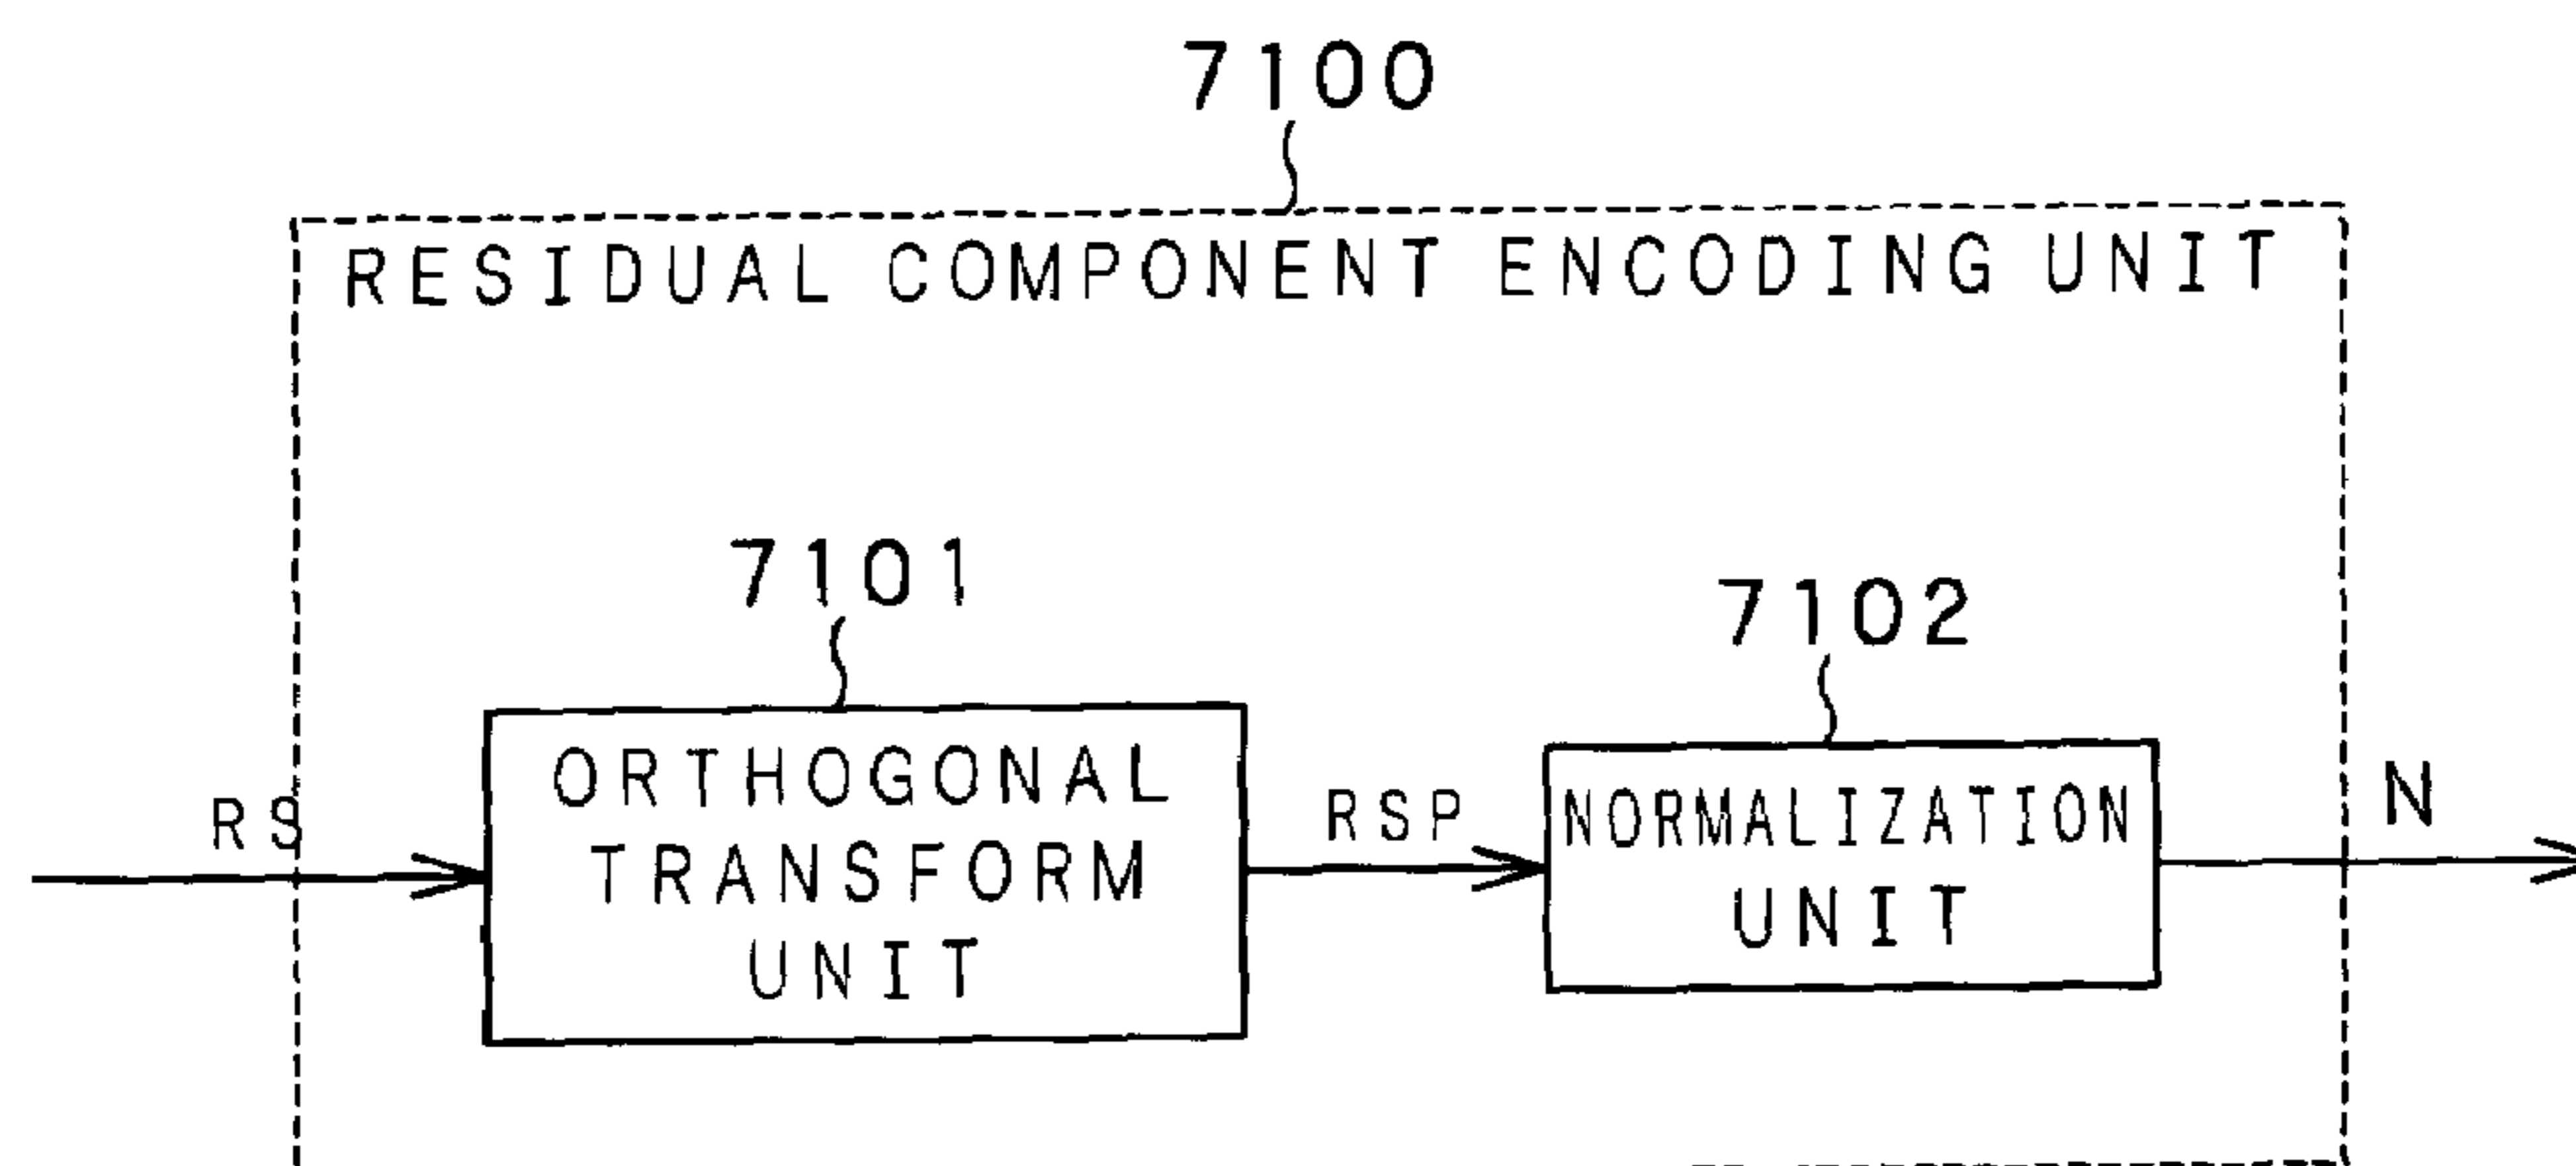 7100
RESIDUAL COMPONENT ENCODING UNIT
7101
7102
RS
ORTHOGONAL
TRANSFORM
UNIT
RSP
NORMALIZATION
UNIT
N